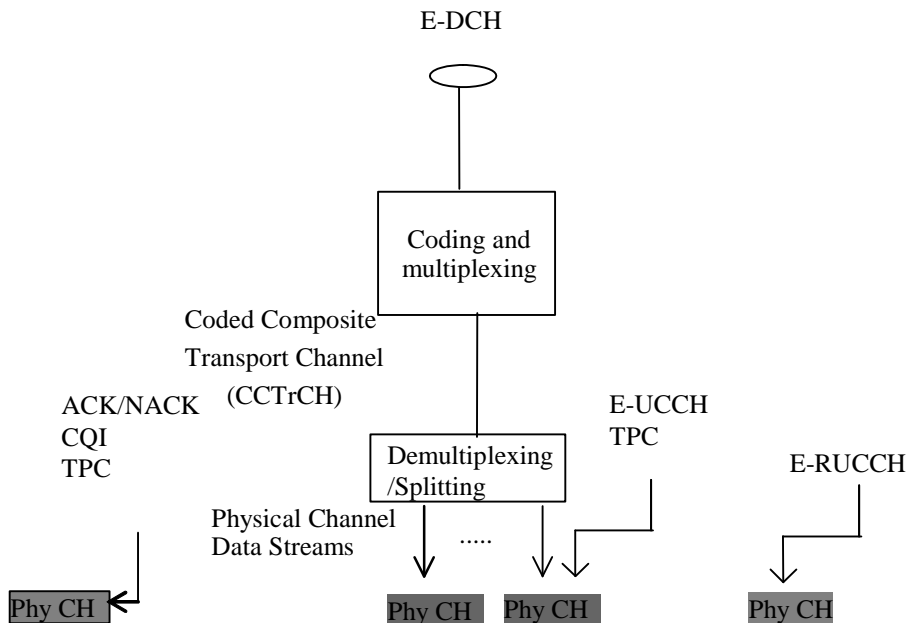 E-DCH
Coding and
multiplexing
Coded Composite
Transport Channel
(CCTrCH)
ACK/NACK
CQI
TPC
E-UCCH
TPC
E-RUCCH
Demultiplexing
/Splitting
Physical Channel
Data Streams
.....
Phy CH
Phy CH
Phy CH
Phy CH